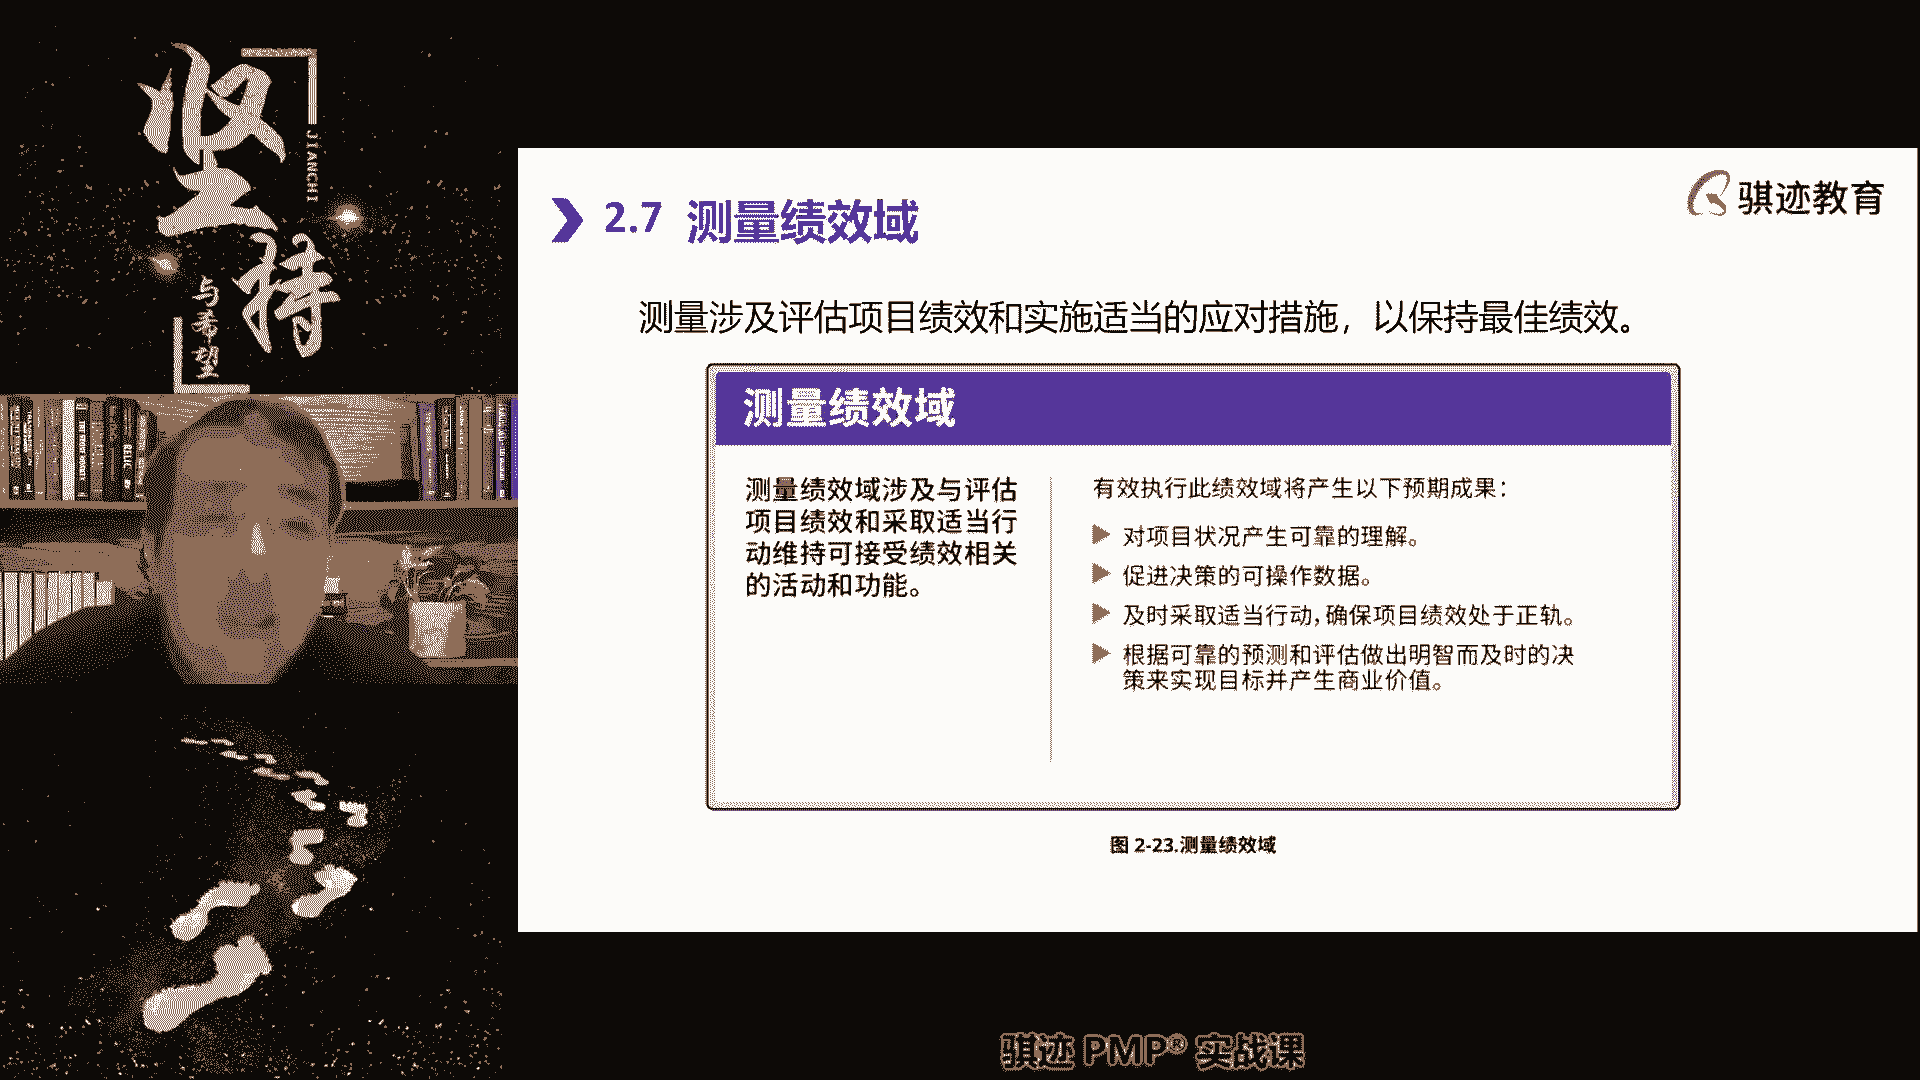 坚
持
JIANCHI
与希望
骐迹教育
2.7 测量绩效域
测量涉及评估项目绩效和实施适当的应对措施，以保持最佳绩效。
测量绩效域
测量绩效域涉及与评估
项目绩效和采取适当行
动维持可接受绩效相关
的活动和功能。
有效执行此绩效域将产生以下预期成果：
对项目状况产生可靠的理解。
促进决策的可操作数据。
及时采取适当行动，确保项目绩效处于正轨。
根据可靠的预测和评估做出明智而及时的决
策来实现目标并产生商业价值。
图 2-23.测量绩效域
骐迹 PMP® 实战课